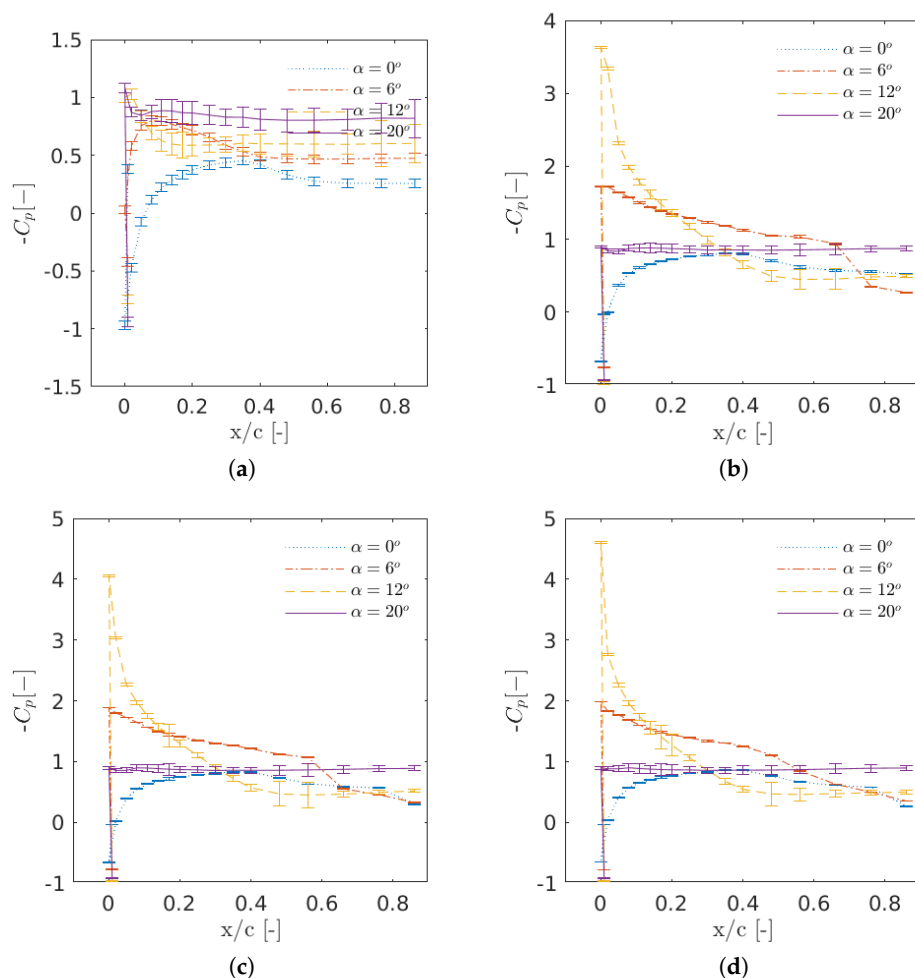 1.5
1
0.5
0
-0.5
-1
-1.5
-C_p[−]
0 0.2 0.4 0.6 0.8
x/c [-]
α = 0°
α = 6°
α = 12°
α = 20°
(a)
4
3
2
1
0
-1
-C_p[−]
0 0.2 0.4 0.6 0.8
x/c [-]
α = 0°
α = 6°
α = 12°
α = 20°
(b)
5
4
3
2
1
0
-1
-C_p[−]
0 0.2 0.4 0.6 0.8
x/c [-]
α = 0°
α = 6°
α = 12°
α = 20°
(c)
5
4
3
2
1
0
-1
-C_p[−]
0 0.2 0.4 0.6 0.8
x/c [-]
α = 0°
α = 6°
α = 12°
α = 20°
(d)